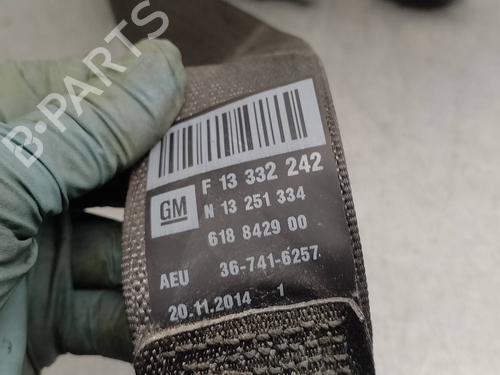 B-PARTS
F 13 332 242
GM
N 13 251 334
618 8429 00
AEU 36-741-6257
20.11.2014 1